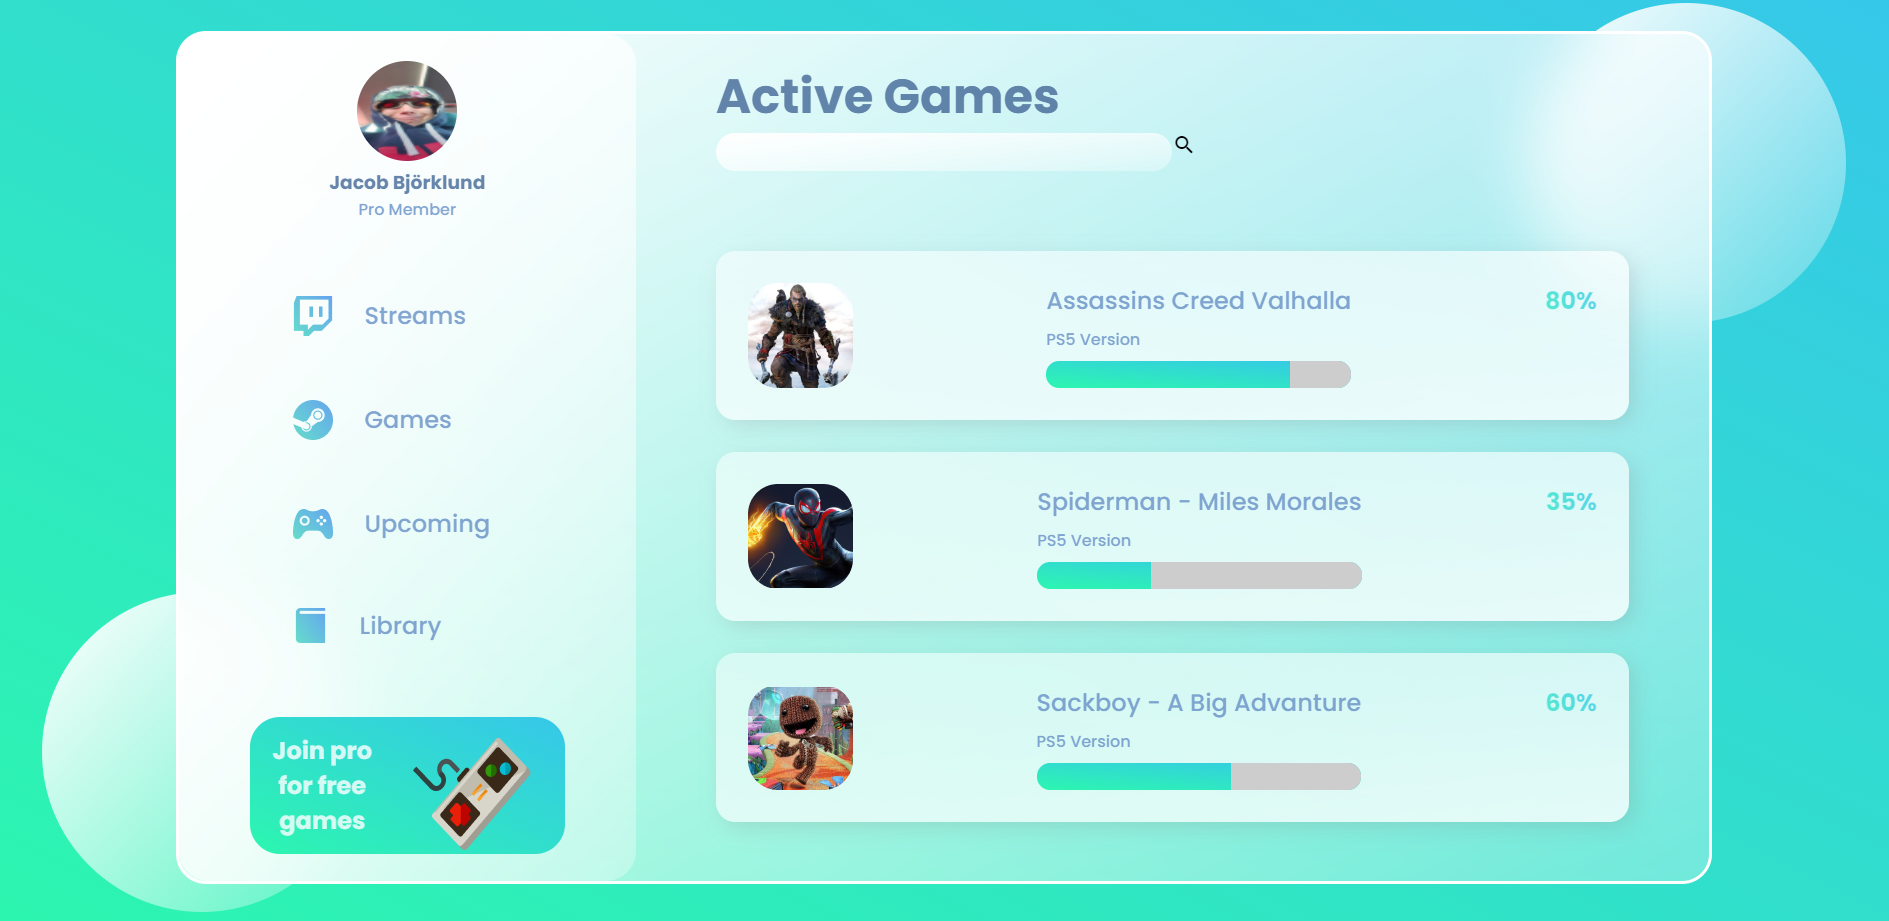 Jacob Björklund
Pro Member
Streams
Games
Upcoming
Library
Join pro
for free
games
Active Games
Assassins Creed Valhalla
80%
PS5 Version
Spiderman - Miles Morales
35%
PS5 Version
Sackboy - A Big Advanture
60%
PS5 Version